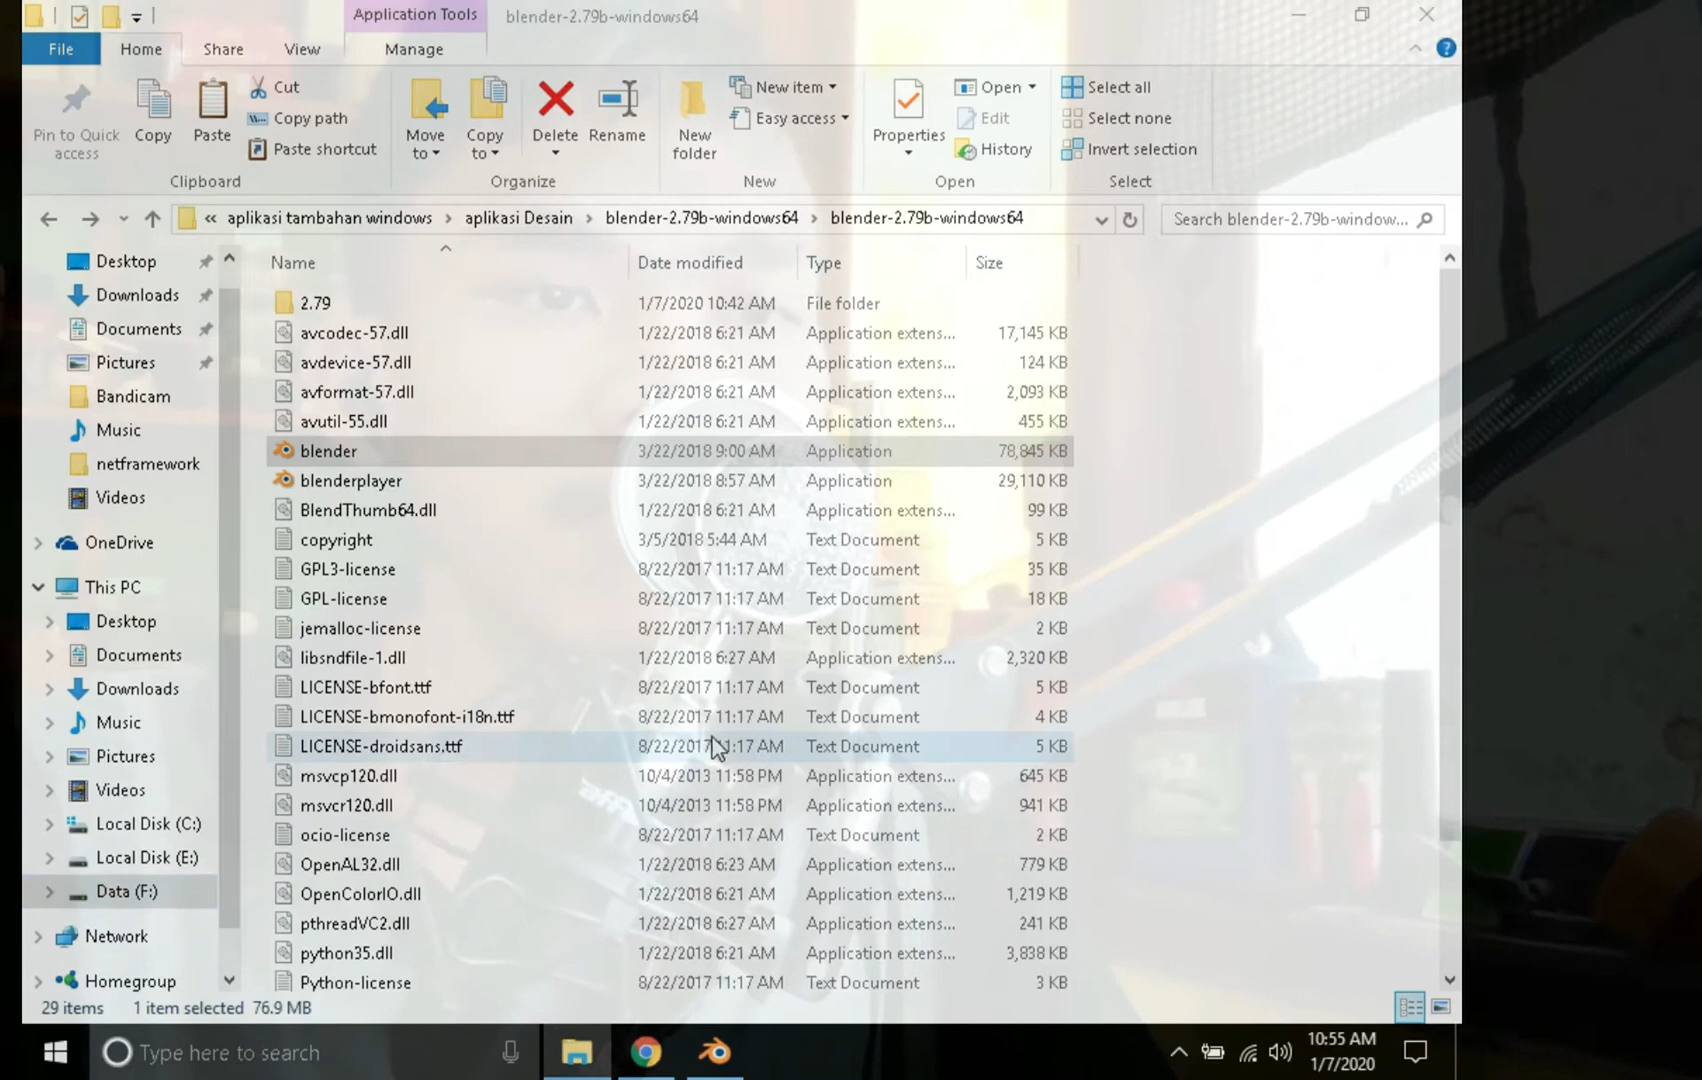 Application Tools
blender-2.79b-windows64
File
Home
Share
View
Manage
Pin to Quick access
Copy
Paste
Cut
Copy path
Paste shortcut
Move to
Copy to
Delete
Rename
New folder
New item
Easy access
Properties
Open
Edit
History
Select all
Select none
Invert selection
Clipboard
Organize
New
Open
Select
« aplikasi tambahan windows > aplikasi Desain > blender-2.79b-windows64 > blender-2.79b-windows64
Search blender-2.79b-window...
Desktop
Downloads
Documents
Pictures
Bandicam
Music
netframework
Videos
OneDrive
This PC
Desktop
Documents
Downloads
Music
Pictures
Videos
Local Disk (C:)
Local Disk (E:)
Data (F:)
Network
Homegroup
Name Date modified Type Size
2.79 1/7/2020 10:42 AM File folder
avcodec-57.dll 1/22/2018 6:21 AM Application extens... 17,145 KB
avdevice-57.dll 1/22/2018 6:21 AM Application extens... 124 KB
avformat-57.dll 1/22/2018 6:21 AM Application extens... 2,093 KB
avutil-55.dll 1/22/2018 6:21 AM Application extens... 455 KB
blender 3/22/2018 9:00 AM Application 78,845 KB
blenderplayer 3/22/2018 8:57 AM Application 29,110 KB
BlendThumb64.dll 1/22/2018 6:21 AM Application extens... 99 KB
copyright 3/5/2018 5:44 AM Text Document 5 KB
GPL3-license 8/22/2017 11:17 AM Text Document 35 KB
GPL-license 8/22/2017 11:17 AM Text Document 18 KB
jemalloc-license 8/22/2017 11:17 AM Text Document 2 KB
libsndfile-1.dll 1/22/2018 6:27 AM Application extens... 2,320 KB
LICENSE-bfont.ttf 8/22/2017 11:17 AM Text Document 5 KB
LICENSE-bmonofont-i18n.ttf 8/22/2017 11:17 AM Text Document 4 KB
LICENSE-droidsans.ttf 8/22/2017 11:17 AM Text Document 5 KB
msvcp120.dll 10/4/2013 11:58 PM Application extens... 645 KB
msvcr120.dll 10/4/2013 11:58 PM Application extens... 941 KB
ocio-license 8/22/2017 11:17 AM Text Document 2 KB
OpenAL32.dll 1/22/2018 6:23 AM Application extens... 779 KB
OpenColorIO.dll 1/22/2018 6:21 AM Application extens... 1,219 KB
pthreadVC2.dll 1/22/2018 6:27 AM Application extens... 241 KB
python35.dll 1/22/2018 6:21 AM Application extens... 3,838 KB
Python-license 8/22/2017 11:17 AM Text Document 3 KB
29 items 1 item selected 76.9 MB
Type here to search
10:55 AM
1/7/2020